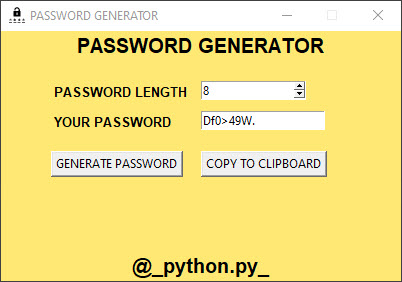 PASSWORD GENERATOR
PASSWORD GENERATOR
PASSWORD LENGTH 8
YOUR PASSWORD Df0>49W.
GENERATE PASSWORD COPY TO CLIPBOARD
@_python.py_